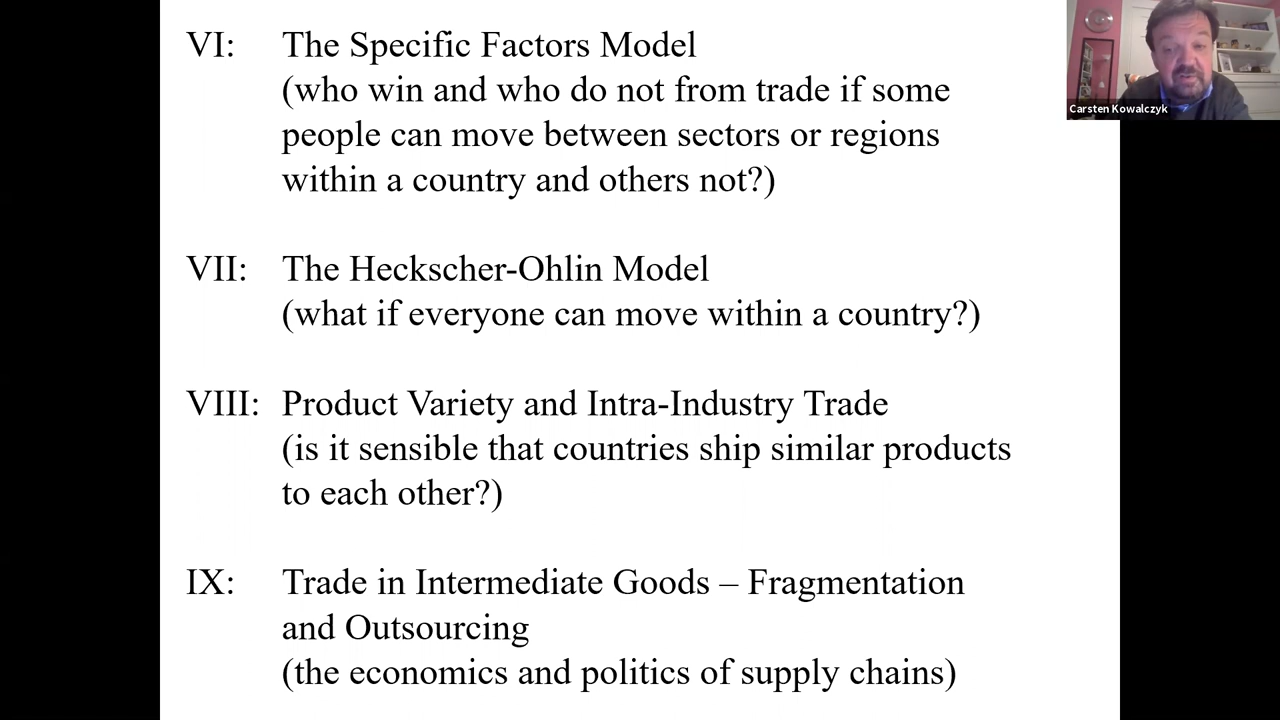 VI: The Specific Factors Model
(who win and who do not from trade if some
people can move between sectors or regions
within a country and others not?)
VII: The Heckscher-Ohlin Model
(what if everyone can move within a country?)
VIII: Product Variety and Intra-Industry Trade
(is it sensible that countries ship similar products
to each other?)
IX: Trade in Intermediate Goods – Fragmentation
and Outsourcing
(the economics and politics of supply chains)
Carsten Kowalczyk